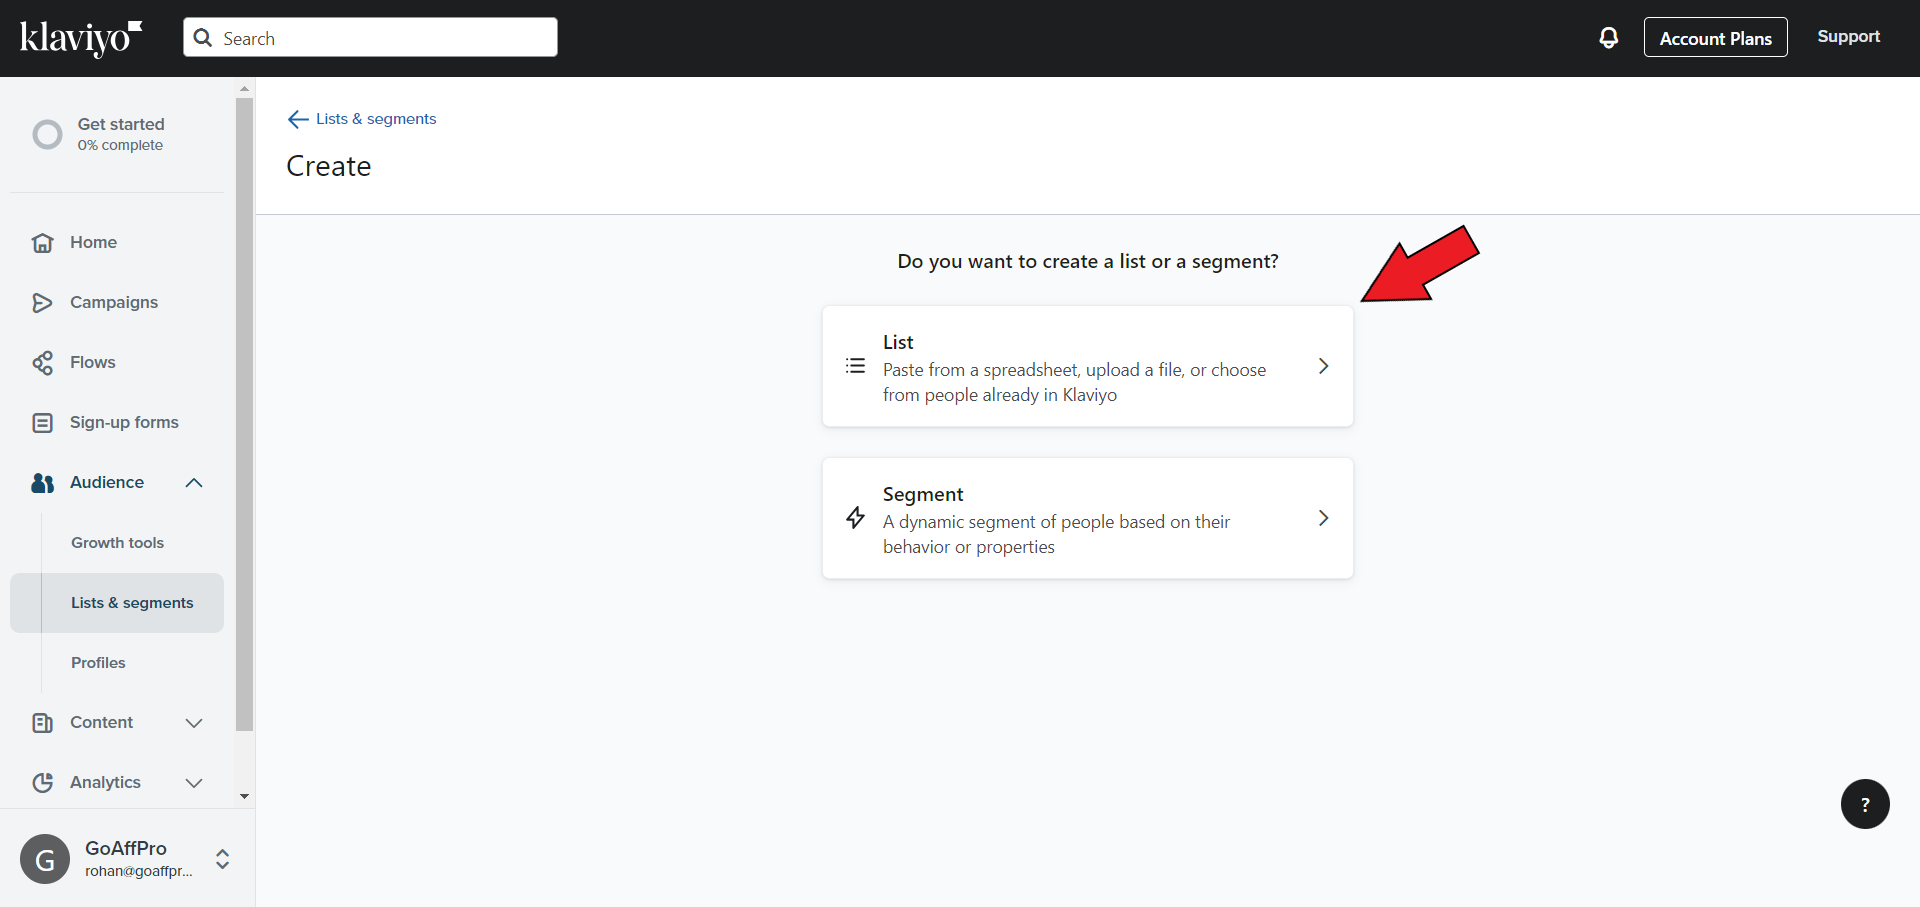 klaviyo
Search
Account Plans
Support
Get started
0% complete
Home
Campaigns
Flows
Sign-up forms
Audience
Growth tools
Lists & segments
Profiles
Content
Analytics
G
GoAffPro
rohan@goaffpr...
Lists & segments
Create
Do you want to create a list or a segment?
List
Paste from a spreadsheet, upload a file, or choose
from people already in Klaviyo
Segment
A dynamic segment of people based on their
behavior or properties
?